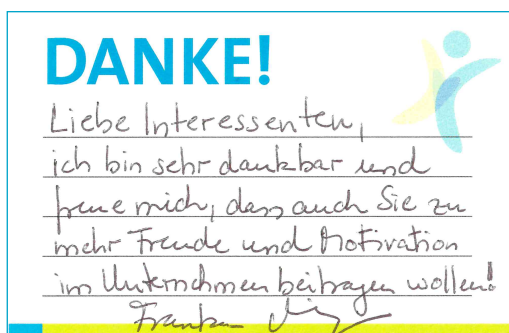 DANKE!
Liebe Interessenten,
ich bin sehr dankbar und
freue mich, dass auch Sie zu
mehr Freude und Motivation
im Unternehmen beitragen wollen!